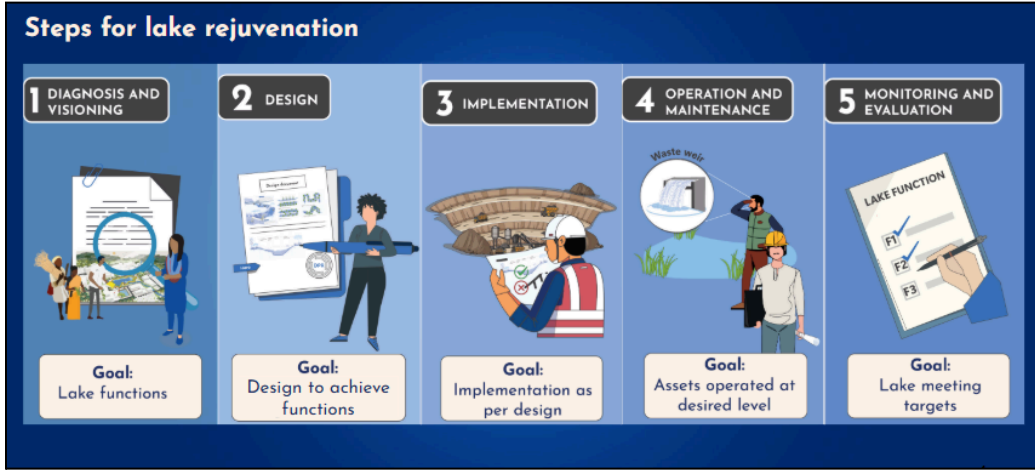 Steps for lake rejuvenation
1 DIAGNOSIS AND
VISIONING
2 DESIGN
3 IMPLEMENTATION
4 OPERATION AND
MAINTENANCE
5 MONITORING AND
EVALUATION
Waste weir
LAKE FUNCTION
F1
F2
F3
Goal:
Lake functions
Goal:
Design to achieve
functions
Goal:
Implementation as
per design
Goal:
Assets operated at
desired level
Goal:
Lake meeting
targets